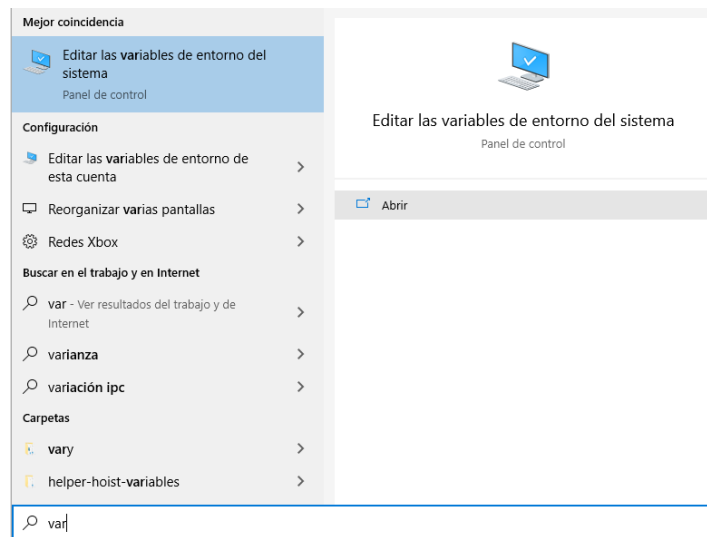 Mejor coincidencia
Editar las variables de entorno del
sistema
Panel de control
Configuración
Editar las variables de entorno de
esta cuenta
Reorganizar varias pantallas
Redes Xbox
Buscar en el trabajo y en Internet
var - Ver resultados del trabajo y de
Internet
varianza
variación ipc
Carpetas
vary
helper-hoist-variables
var
Editar las variables de entorno del sistema
Panel de control
Abrir